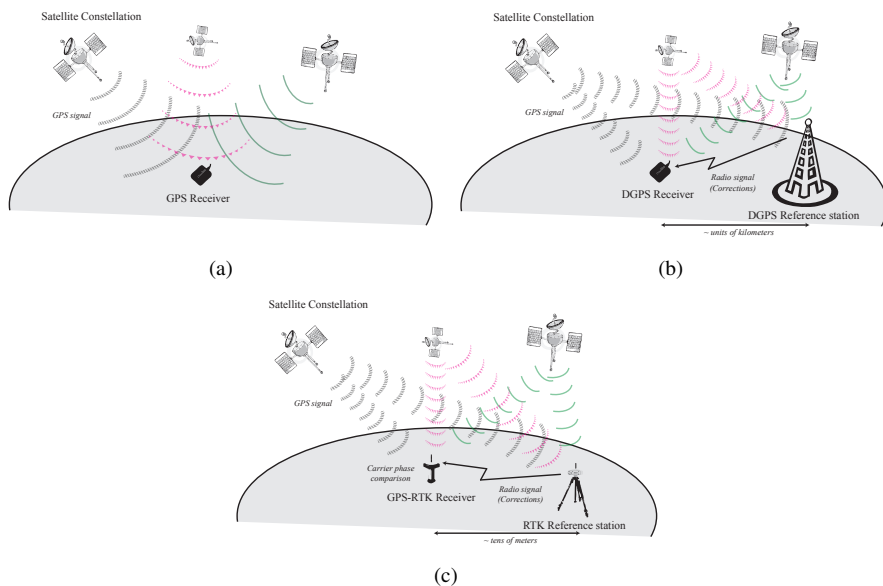 Satellite Constellation
GPS signal
GPS Receiver
(a)
Satellite Constellation
GPS signal
Radio signal
(Corrections)
DGPS Receiver
DGPS Reference station
~ units of kilometers
(b)
Satellite Constellation
GPS signal
Carrier phase
comparison
GPS-RTK Receiver
Radio signal
(Corrections)
RTK Reference station
~ tens of meters
(c)